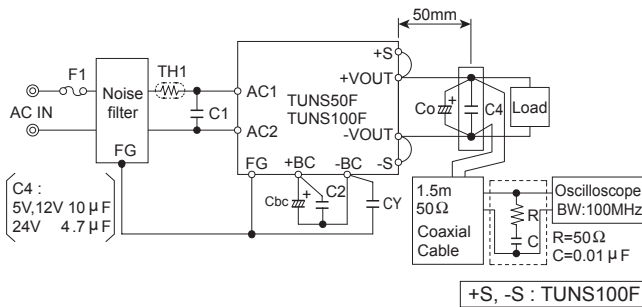 50mm
+S
F1
Noise
filter
TH1
AC1
TUNS50F
TUNS100F
+VOUT
Co
+
C4
Load
AC IN
C1
AC2
-VOUT
FG
FG
+BC
-BC
-S
C4 :
5V,12V 10μF
24V 4.7μF
Cbc
+
C2
CY
1.5m
50Ω
Coaxial
Cable
R
C
Oscilloscope
BW:100MHz
R=50Ω
C=0.01μF
+S, -S : TUNS100F